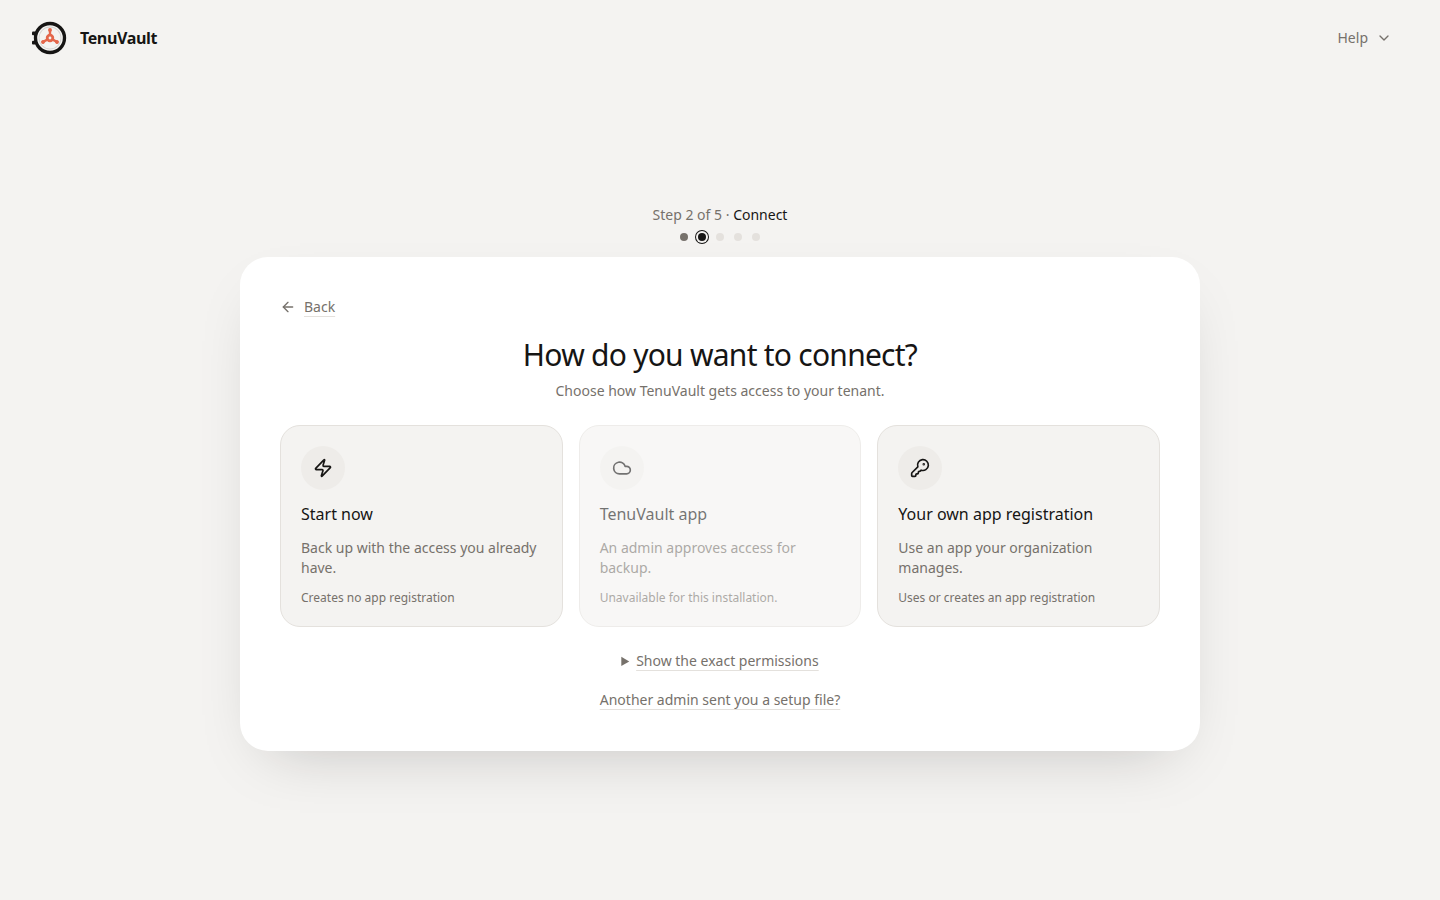 TenuVault
Help
Step 2 of 5 · Connect
Back
How do you want to connect?
Choose how TenuVault gets access to your tenant.
Start now
Back up with the access you already
have.
Creates no app registration
TenuVault app
An admin approves access for
backup.
Unavailable for this installation.
Your own app registration
Use an app your organization
manages.
Uses or creates an app registration
Show the exact permissions
Another admin sent you a setup file?